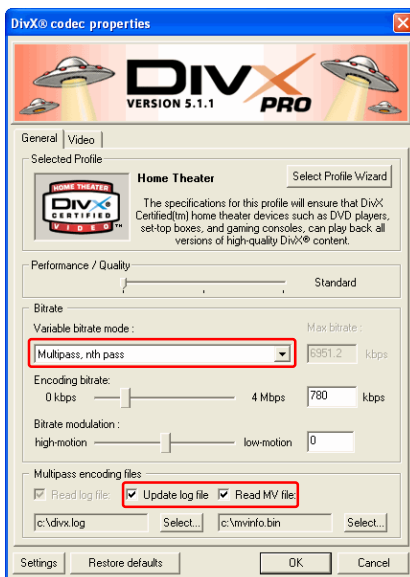 DivX® codec properties
DIVX
VERSION 5.1.1 PRO
General Video
Selected Profile
HOME THEATER
DIVX
CERTIFIED
VIDEO TM
Home Theater
Select Profile Wizard
The specifications for this profile will ensure that DivX
Certified(tm) home theater devices such as DVD players,
set-top boxes, and gaming consoles, can play back all
versions of high-quality DivX® content.
Performance / Quality
Standard
Bitrate
Variable bitrate mode :
Max bitrate :
Multipass, nth pass
6951.2 kbps
Encoding bitrate:
0 kbps 4 Mbps 780 kbps
Bitrate modulation :
high-motion low-motion 0
Multipass encoding files
Read log file: Update log file Read MV file:
c:\divx.log Select... c:\mvinfo.bin Select...
Settings Restore defaults OK Cancel